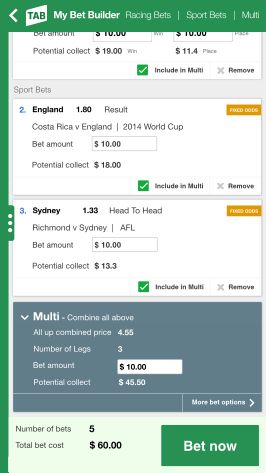 TAB My Bet Builder Racing Bets | Sport Bets | Multi
Bet amount $ 10.00 Win $ 10.00 Place
Potential collect $ 19.00 Win $ 11.4 Place
Include in Multi Remove
Sport Bets
2. England 1.80 Result FIXED ODDS
Costa Rica v England | 2014 World Cup
Bet amount $ 10.00
Potential collect $ 18.00
Include in Multi Remove
3. Sydney 1.33 Head To Head FIXED ODDS
Richmond v Sydney | AFL
Bet amount $ 10.00
Potential collect $ 13.3
Include in Multi Remove
Multi - Combine all above
All up combined price 4.55
Number of Legs 3
Bet amount $ 10.00
Potential collect $ 45.50
More bet options
Number of bets 5
Total bet cost $ 60.00
Bet now